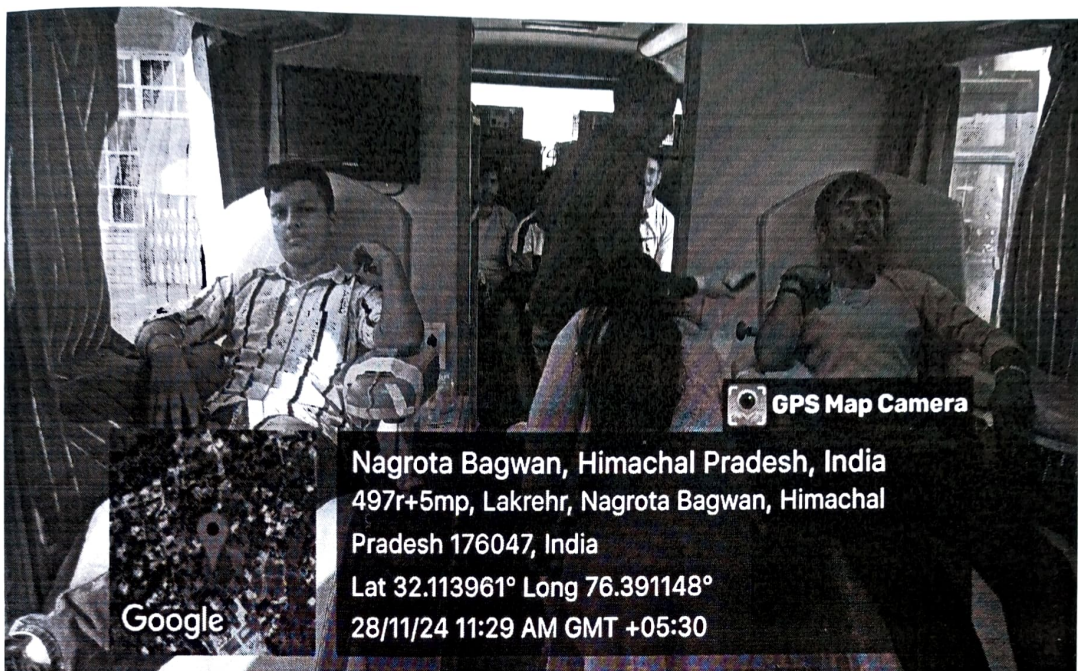 GPS Map Camera
Nagrota Bagwan, Himachal Pradesh, India
497r+5mp, Lakrehr, Nagrota Bagwan, Himachal
Pradesh 176047, India
Lat 32.113961° Long 76.391148°
28/11/24 11:29 AM GMT +05:30
Google